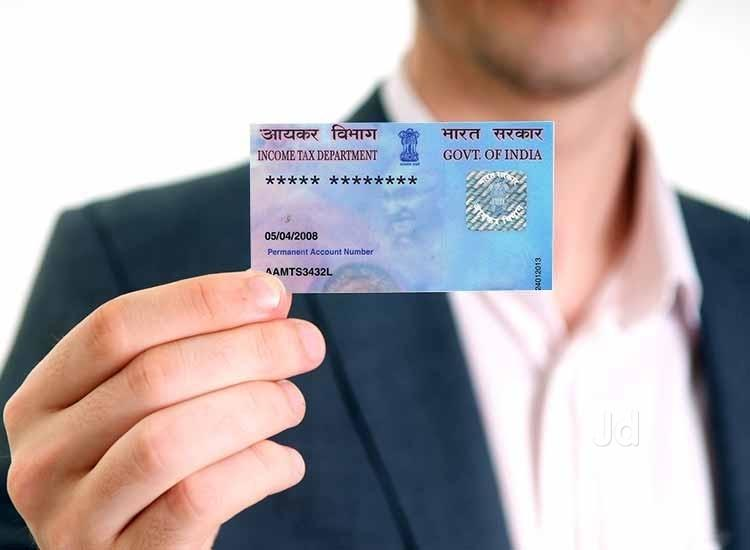 आयकर विभाग
INCOME TAX DEPARTMENT
भारत सरकार
GOVT. OF INDIA
***** ********
05/04/2008
Permanent Account Number
AAMTS3432L
24012013
Jd